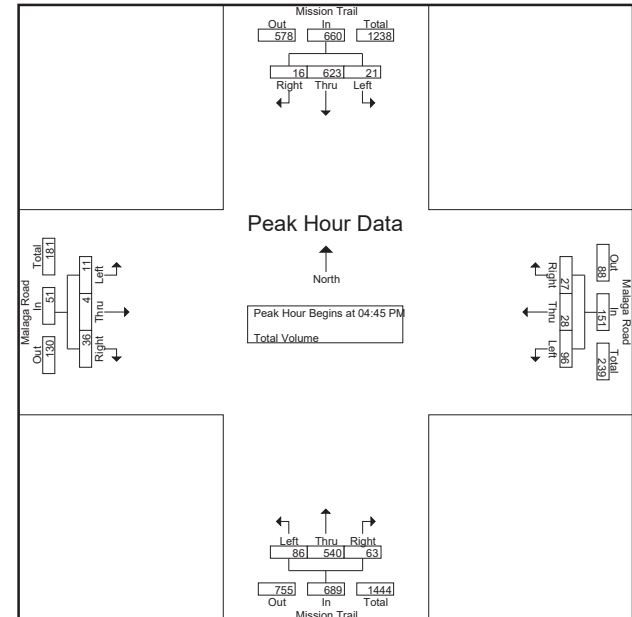 Mission Trail
Out In Total
578 660 1238
16 623 21
Right Thru Left
Peak Hour Data
North
Peak Hour Begins at 04:45 PM
Total Volume
Malaga Road
Out In Total
130 51 181
36 4 11
Right Thru Left
Malaga Road
Out In Total
88 151 239
27 28 96
Right Thru Left
Left Thru Right
86 540 63
755 689 1444
Out In Total
Mission Trail